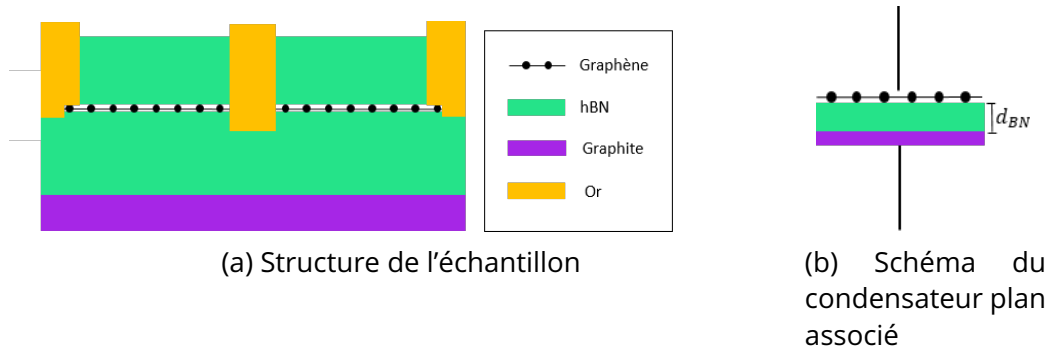 Graphène
hBN
Graphite
Or
d_BN
(a) Structure de l'échantillon
(b) Schéma du
condensateur plan
associé